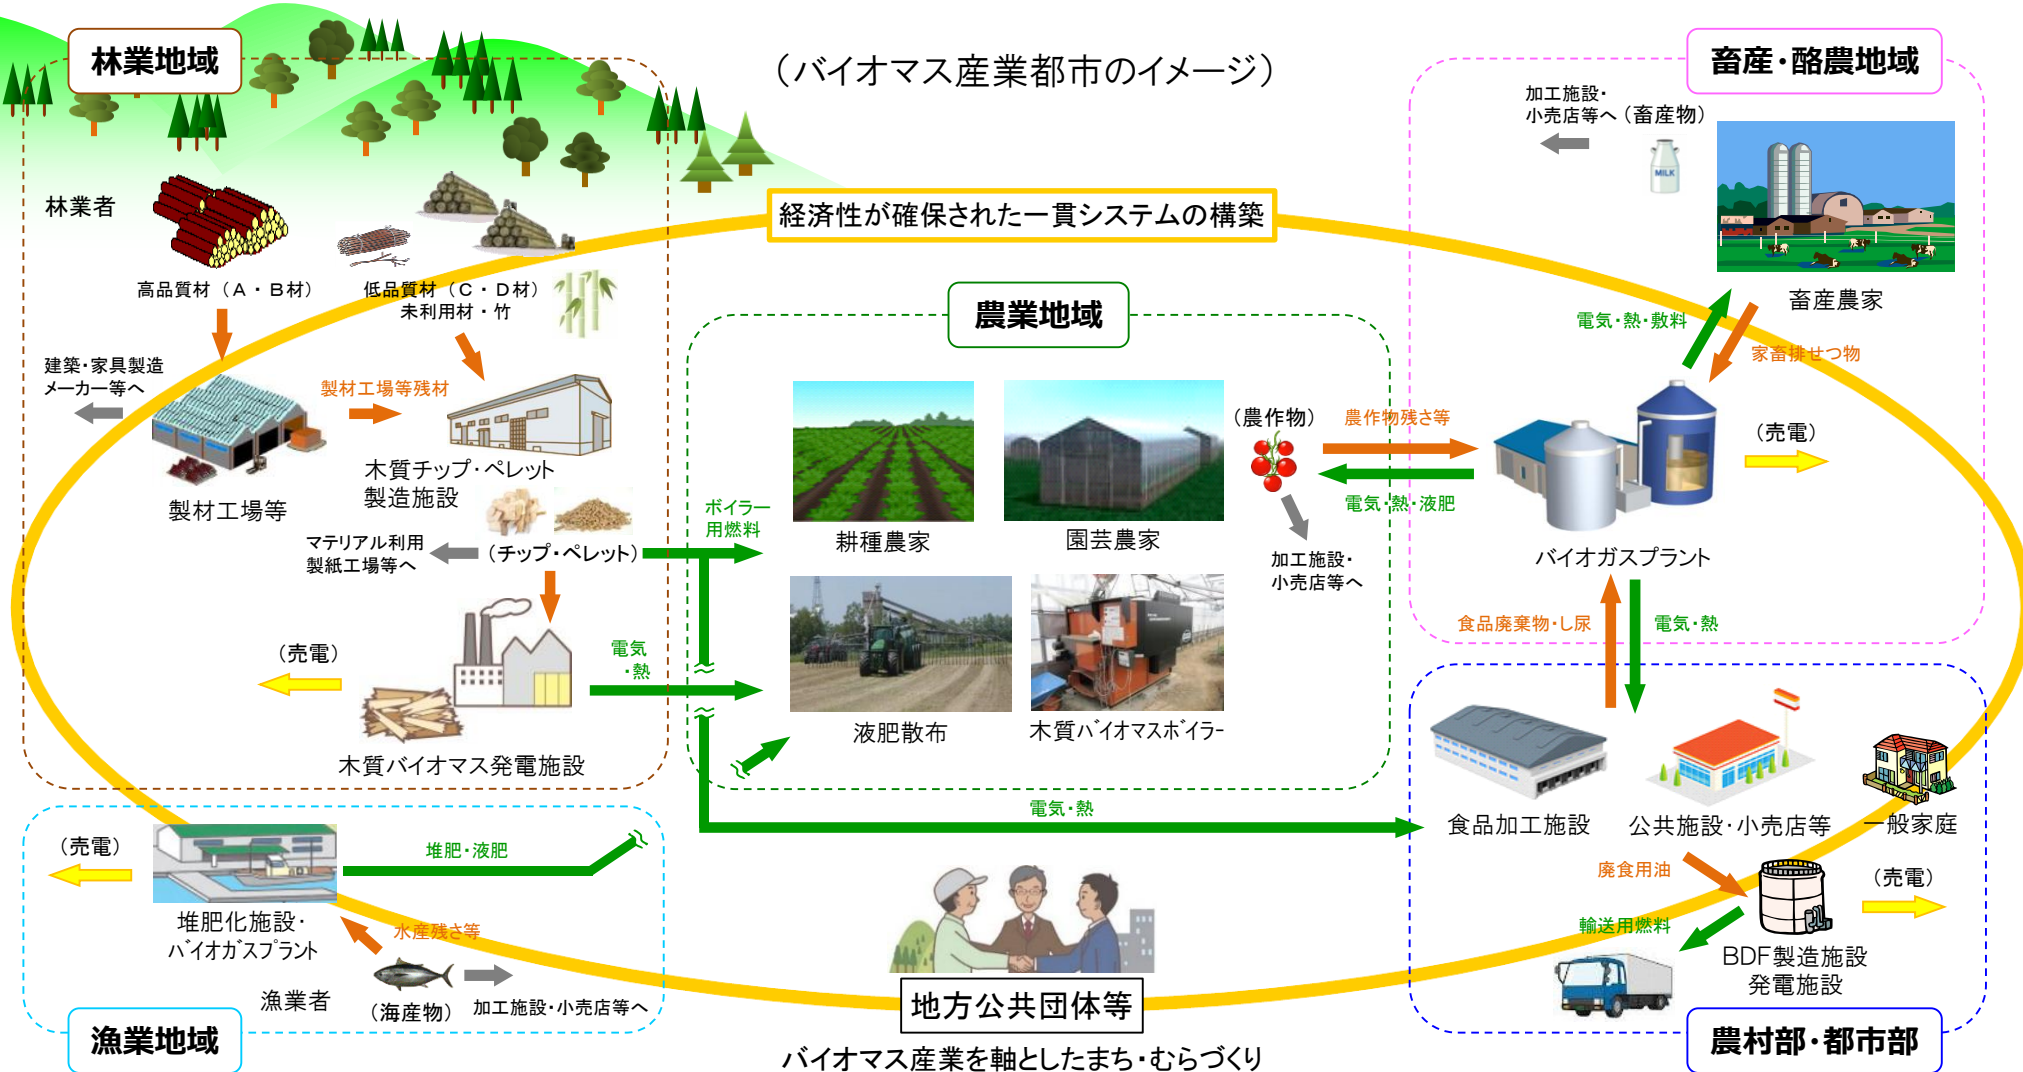 （バイオマス産業都市のイメージ）
林業地域
林業者
高品質材（Ａ・Ｂ材）
低品質材（Ｃ・Ｄ材）
未利用材・竹
建築・家具製造
メーカー等へ
製材工場等残材
製材工場等
木質チップ・ペレット
製造施設
マテリアル利用
製紙工場等へ
（チップ・ペレット）
（売電）
木質バイオマス発電施設
ボイラー
用燃料
電気
・熱
経済性が確保された一貫システムの構築
農業地域
耕種農家
園芸農家
液肥散布
木質バイオマスボイラー
（農作物）
加工施設・
小売店等へ
農作物残さ等
電気・熱・液肥
畜産・酪農地域
加工施設・
小売店等へ
（畜産物）
MILK
畜産農家
電気・熱・敷料
家畜排せつ物
（売電）
バイオガスプラント
食品廃棄物・し尿
電気・熱
電気・熱
食品加工施設
公共施設・小売店等
一般家庭
廃食用油
（売電）
輸送用燃料
BDF製造施設
発電施設
農村部・都市部
（売電）
堆肥・液肥
堆肥化施設・
バイオガスプラント
水産残さ等
漁業者
（海産物）
加工施設・小売店等へ
漁業地域
地方公共団体等
バイオマス産業を軸としたまち・むらづくり